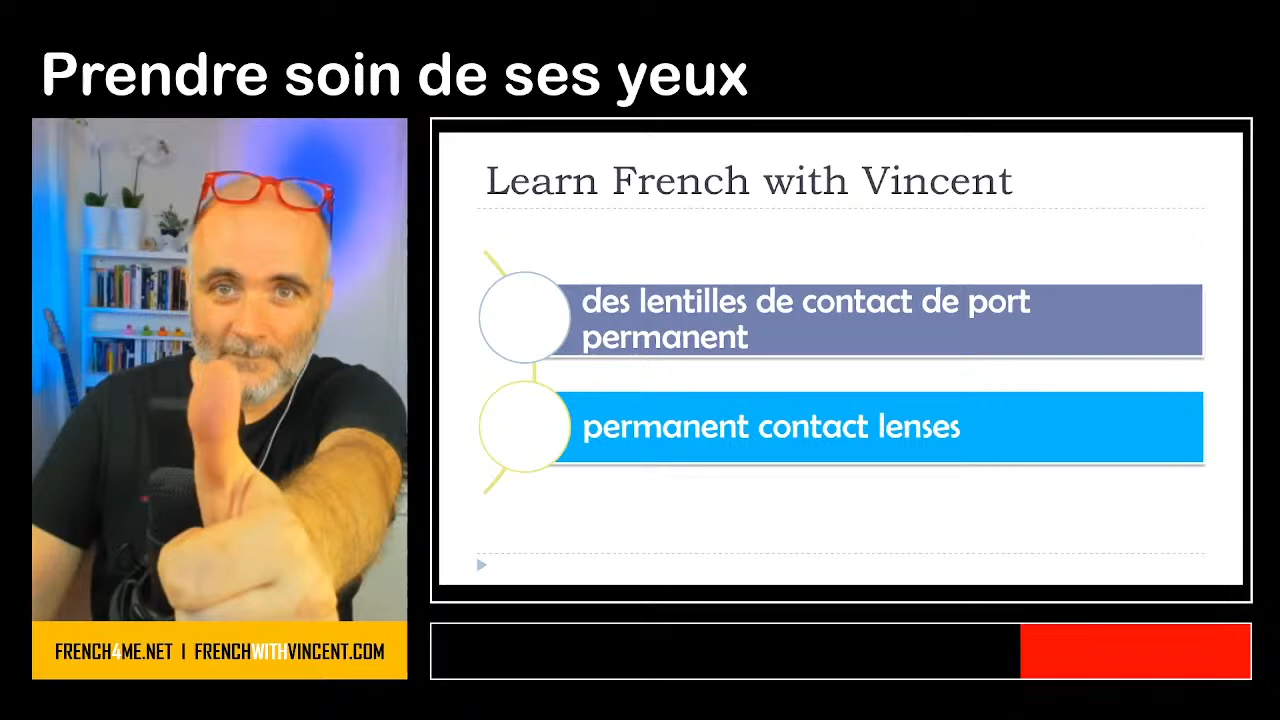 Prendre soin de ses yeux
Learn French with Vincent
des lentilles de contact de port
permanent
permanent contact lenses
FRENCH4ME.NET I FRENCHWITHVINCENT.COM